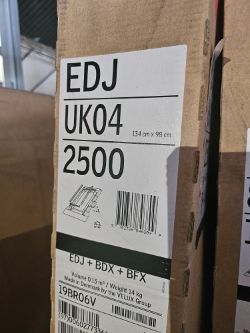 EDJ
UK04
134 cm x 98 cm
2500
EDJ + BDX + BFX
Volume 0.15 m³ / Weight 14 kg
Made in Denmark by the VELUX Group
19BR06V